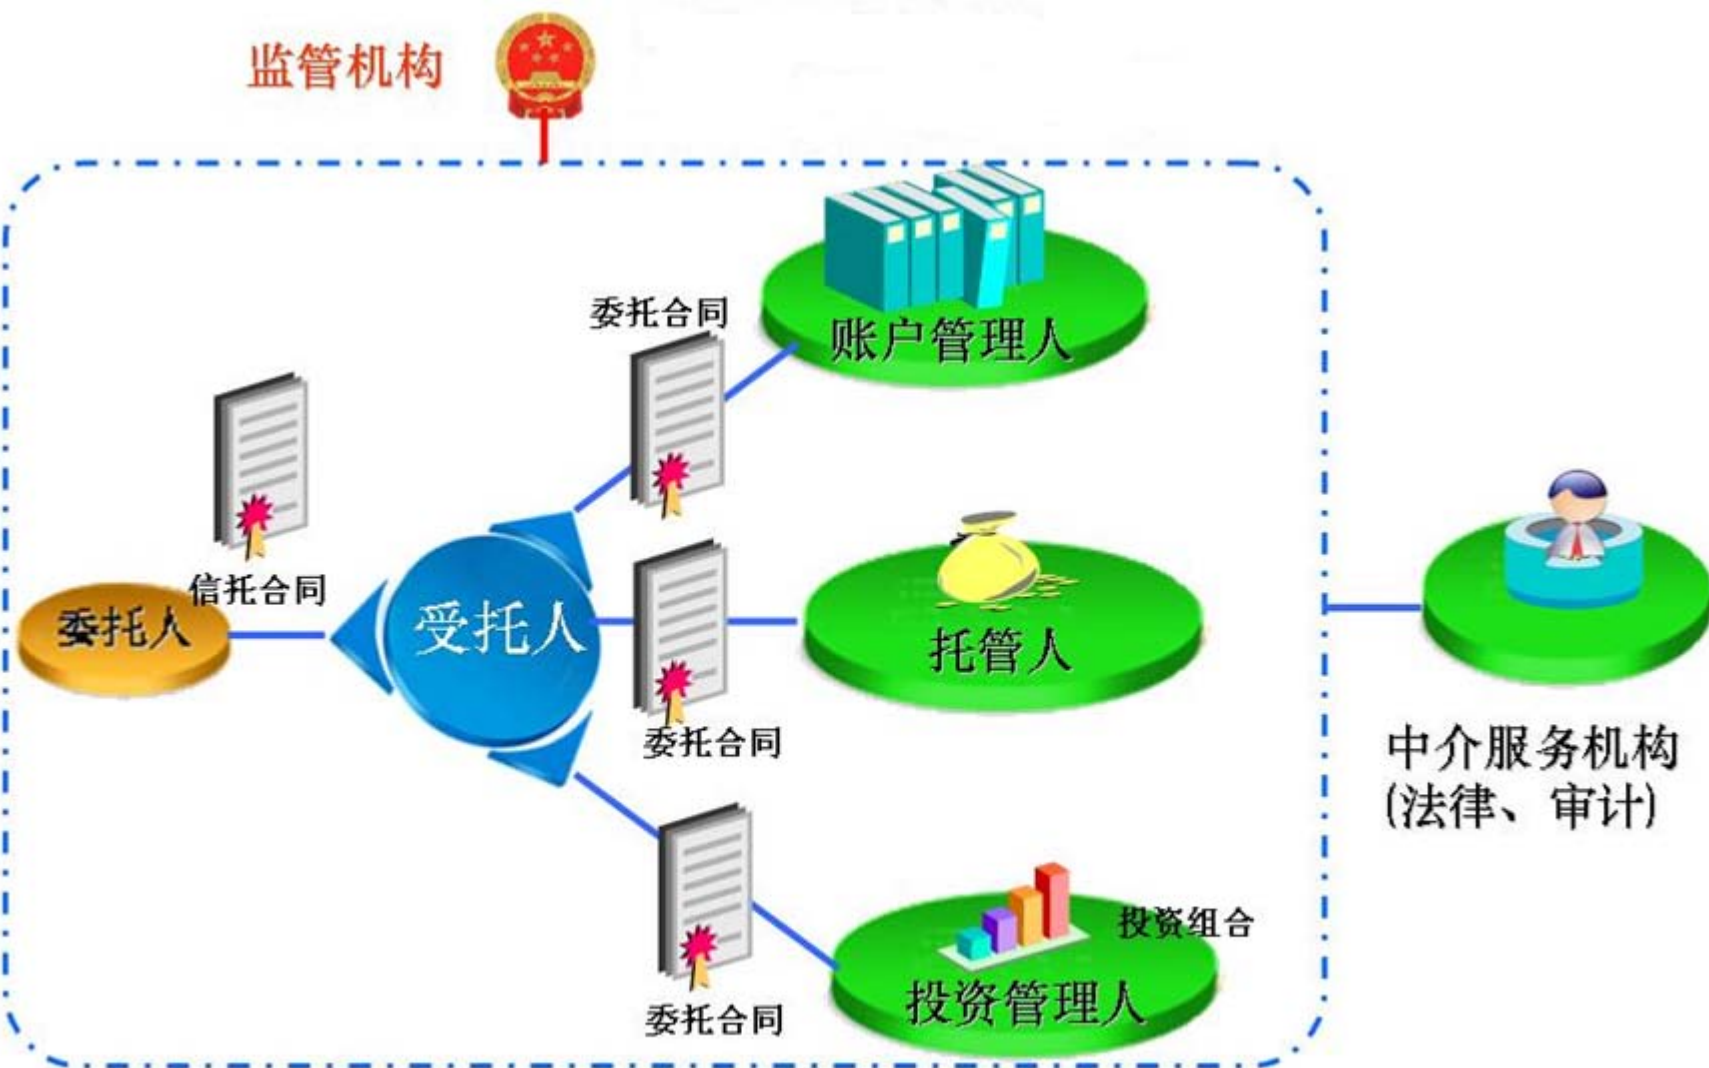 监管机构
委托合同
账户管理人
信托合同
委托人
受托人
托管人
委托合同
中介服务机构
(法律、审计)
投资组合
投资管理人
委托合同